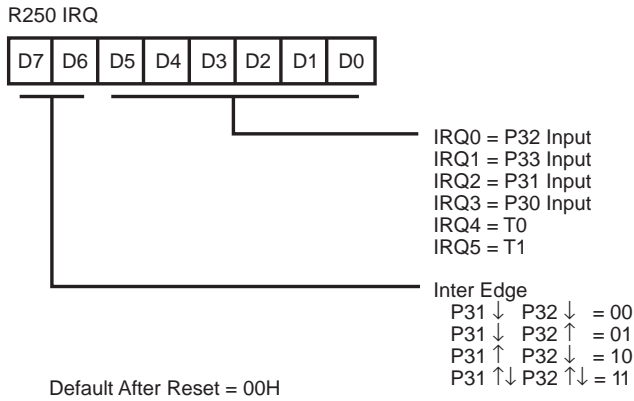 R250 IRQ
D7 D6 D5 D4 D3 D2 D1 D0
IRQ0 = P32 Input
IRQ1 = P33 Input
IRQ2 = P31 Input
IRQ3 = P30 Input
IRQ4 = T0
IRQ5 = T1
Inter Edge
P31 ↓ P32 ↓ = 00
P31 ↓ P32 ↑ = 01
P31 ↑ P32 ↓ = 10
P31 ↑↓ P32 ↑↓ = 11
Default After Reset = 00H